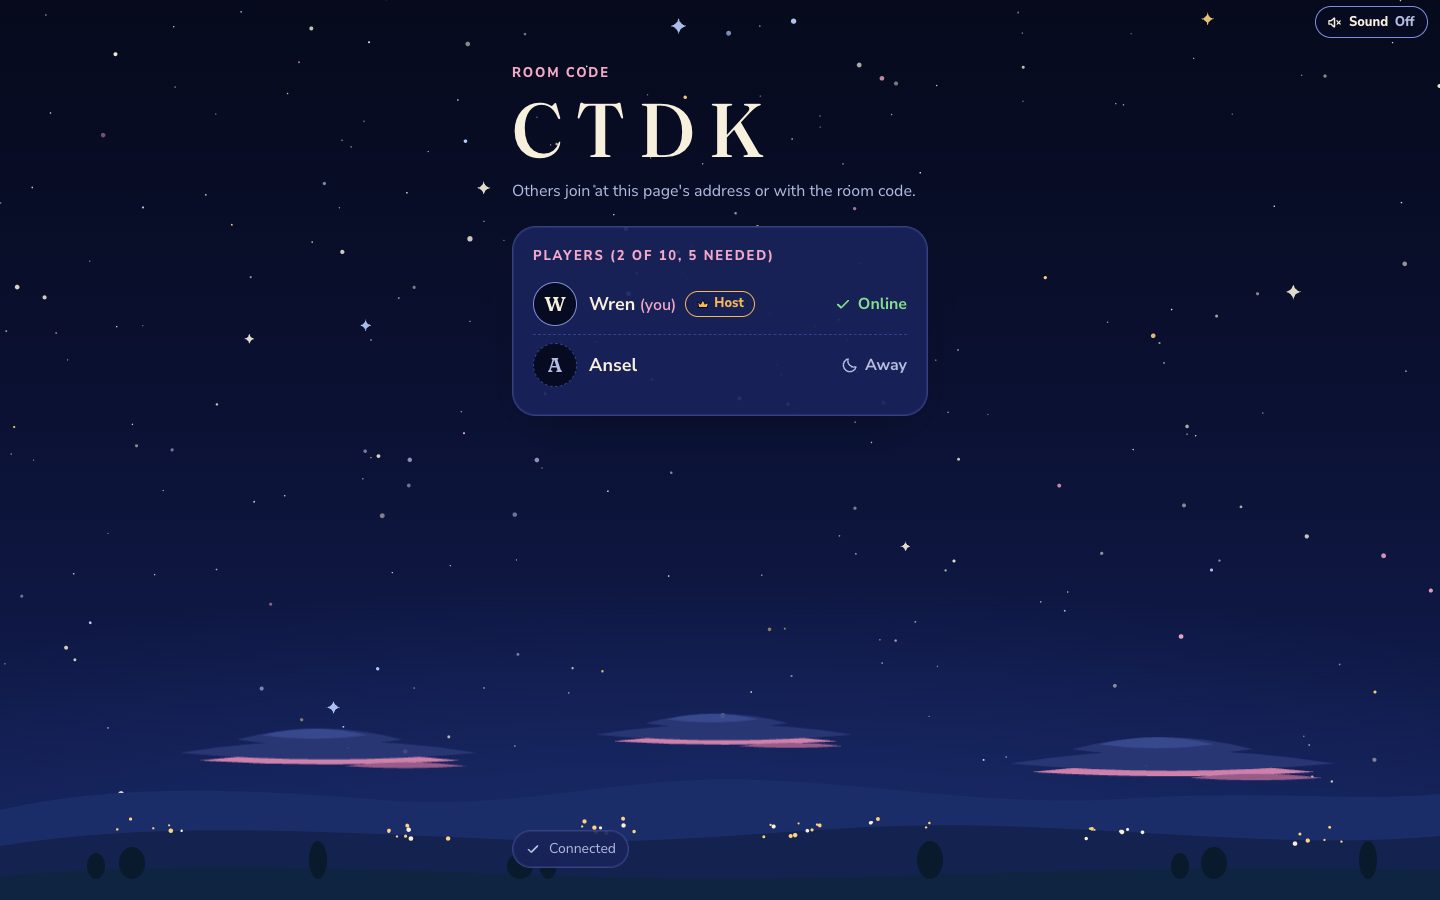 Sound Off
ROOM CODE
CTDK
Others join at this page's address or with the room code.
PLAYERS (2 OF 10, 5 NEEDED)
W Wren (you) Host Online
A Ansel Away
Connected